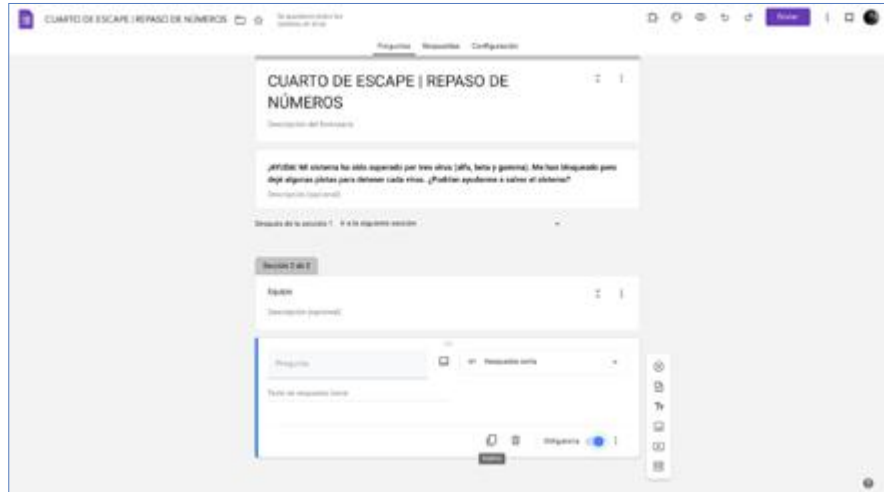 CUARTO DE ESCAPE | REPASO DE NÚMEROS
Enviar
Preguntas Respuestas Configuración
CUARTO DE ESCAPE | REPASO DE
NÚMEROS
Descripción del formulario
¡AYUDA! Mi sistema ha sido superado por tres virus (alfa, beta y gamma). Me han bloqueado pero
dejé algunas pistas para detener cada virus. ¿Podrían ayudarme a salvar el sistema?
Descripción (opcional)
Después de la sección 1 Ir a la siguiente sección
Sección 2 de 2
Equipo
Descripción (opcional)
Pregunta
Respuesta corta
Texto de respuesta breve
Obligatoria